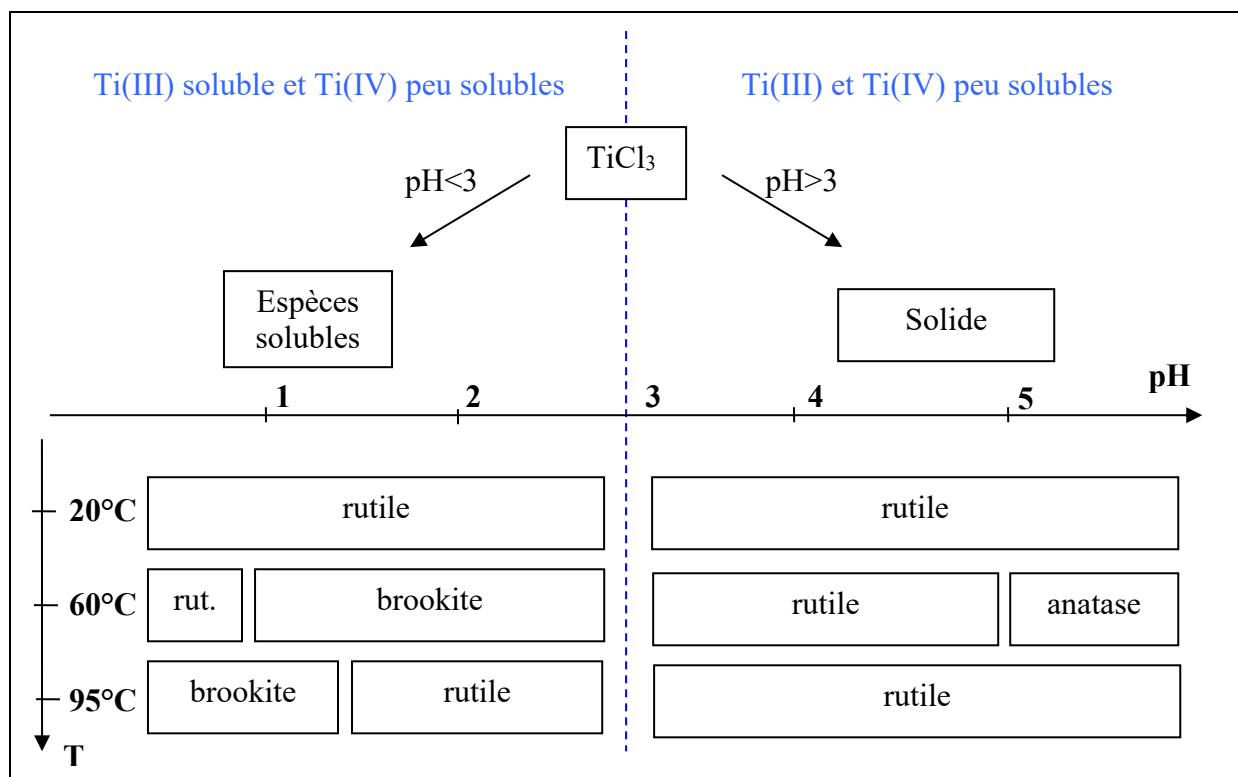 Ti(III) soluble et Ti(IV) peu solubles
Ti(III) et Ti(IV) peu solubles
TiCl₃
pH<3
pH>3
Espèces
solubles
Solide
pH
1 2 3 4 5
20°C rutile rutile
60°C rut. brookite rutile anatase
95°C brookite rutile rutile
T